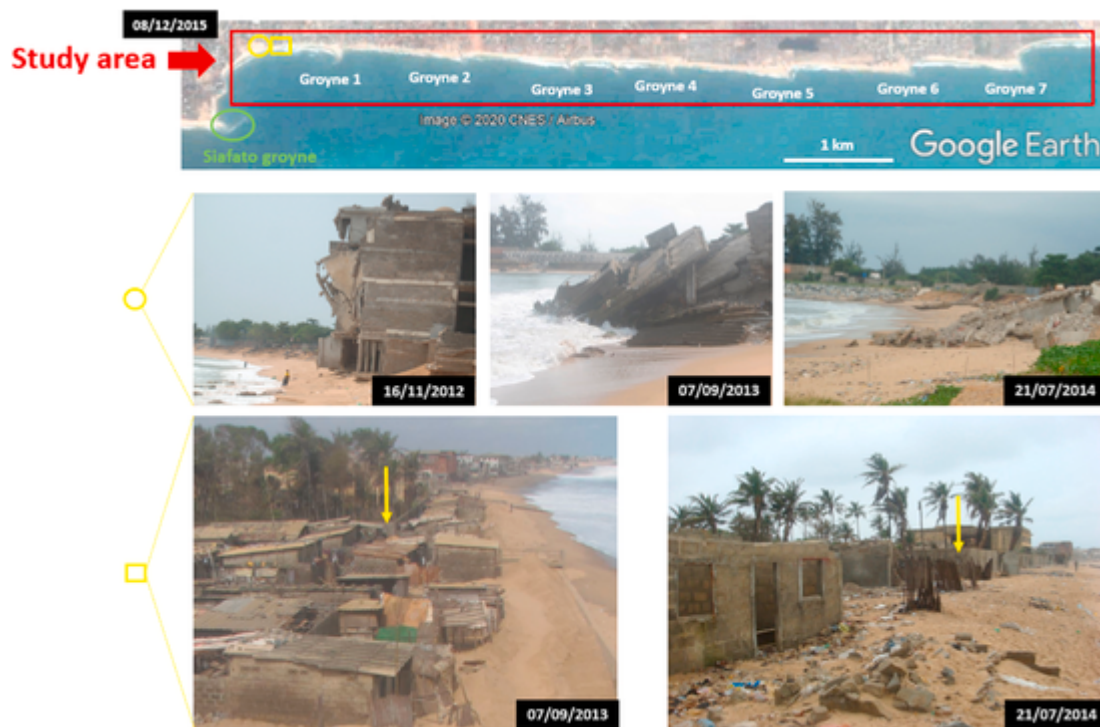 08/12/2015
Study area
Groyne 1
Groyne 2
Groyne 3
Groyne 4
Groyne 5
Groyne 6
Groyne 7
Image © 2020 CNES / Airbus
Siafato groyne
1 km
Google Earth
16/11/2012
07/09/2013
21/07/2014
07/09/2013
21/07/2014